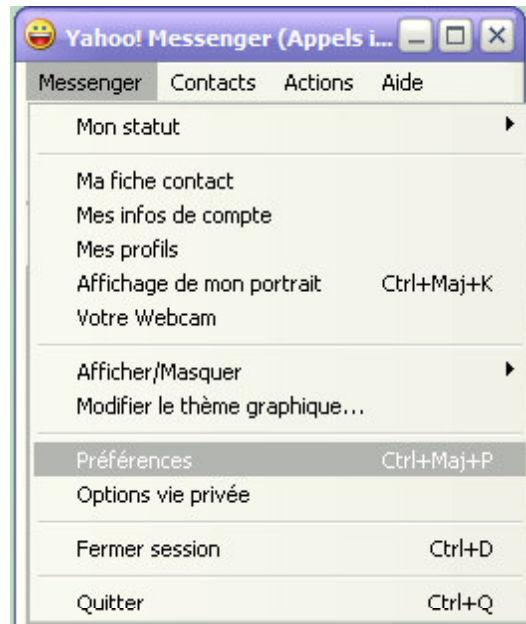 Yahoo! Messenger (Appels i...
Messenger Contacts Actions Aide
Mon statut
Ma fiche contact
Mes infos de compte
Mes profils
Affichage de mon portrait Ctrl+Maj+K
Votre Webcam
Afficher/Masquer
Modifier le thème graphique...
Préférences Ctrl+Maj+P
Options vie privée
Fermer session Ctrl+D
Quitter Ctrl+Q